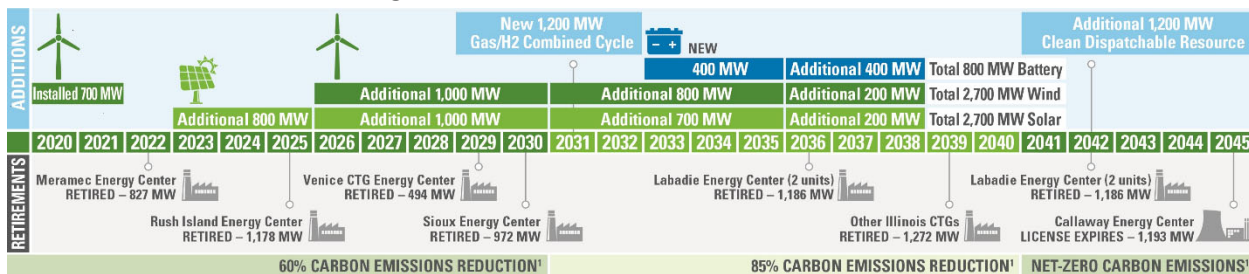 ADDITIONS
New 1,200 MW
Gas/H2 Combined Cycle
Additional 1,200 MW
Clean Dispatchable Resource
- +
NEW
400 MW
Additional 400 MW
Total 800 MW Battery
Installed 700 MW
Additional 1,000 MW
Additional 800 MW
Additional 200 MW
Total 2,700 MW Wind
Additional 800 MW
Additional 1,000 MW
Additional 700 MW
Additional 200 MW
Total 2,700 MW Solar
2020 2021 2022 2023 2024 2025 2026 2027 2028 2029 2030 2031 2032 2033 2034 2035 2036 2037 2038 2039 2040 2041 2042 2043 2044 2045
RETIREMENTS
Meramec Energy Center
RETIRED – 827 MW
Venice CTG Energy Center
RETIRED – 494 MW
Labadie Energy Center (2 units)
RETIRED – 1,186 MW
Labadie Energy Center (2 units)
RETIRED – 1,186 MW
Rush Island Energy Center
RETIRED – 1,178 MW
Sioux Energy Center
RETIRED – 972 MW
Other Illinois CTGs
RETIRED – 1,272 MW
Callaway Energy Center
LICENSE EXPIRES – 1,193 MW
60% CARBON EMISSIONS REDUCTION¹
85% CARBON EMISSIONS REDUCTION¹
NET-ZERO CARBON EMISSIONS¹